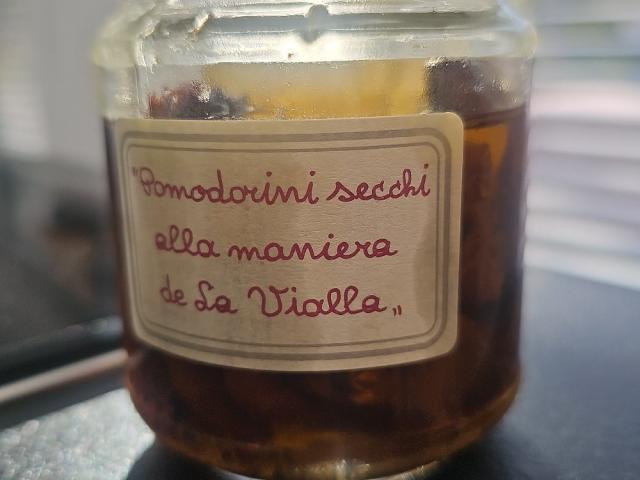 "Pomodorini secchi
alla maniera
de La Vialla„